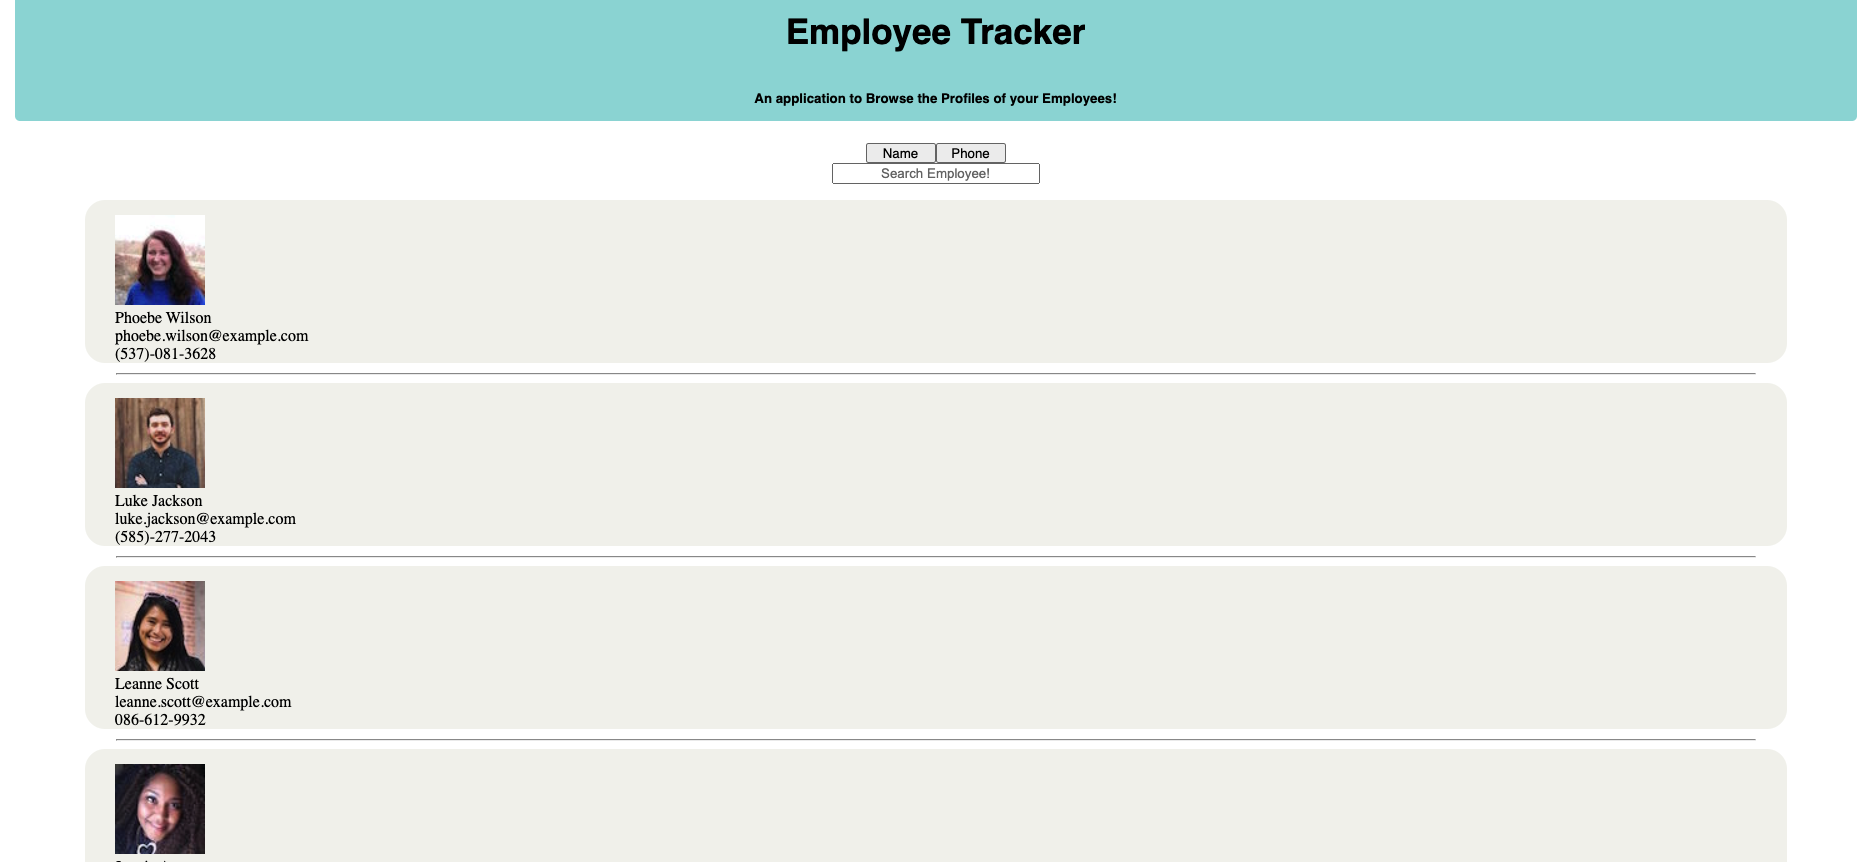 Employee Tracker
An application to Browse the Profiles of your Employees!
Name Phone
Search Employee!
Phoebe Wilson
phoebe.wilson@example.com
(537)-081-3628
Luke Jackson
luke.jackson@example.com
(585)-277-2043
Leanne Scott
leanne.scott@example.com
086-612-9932